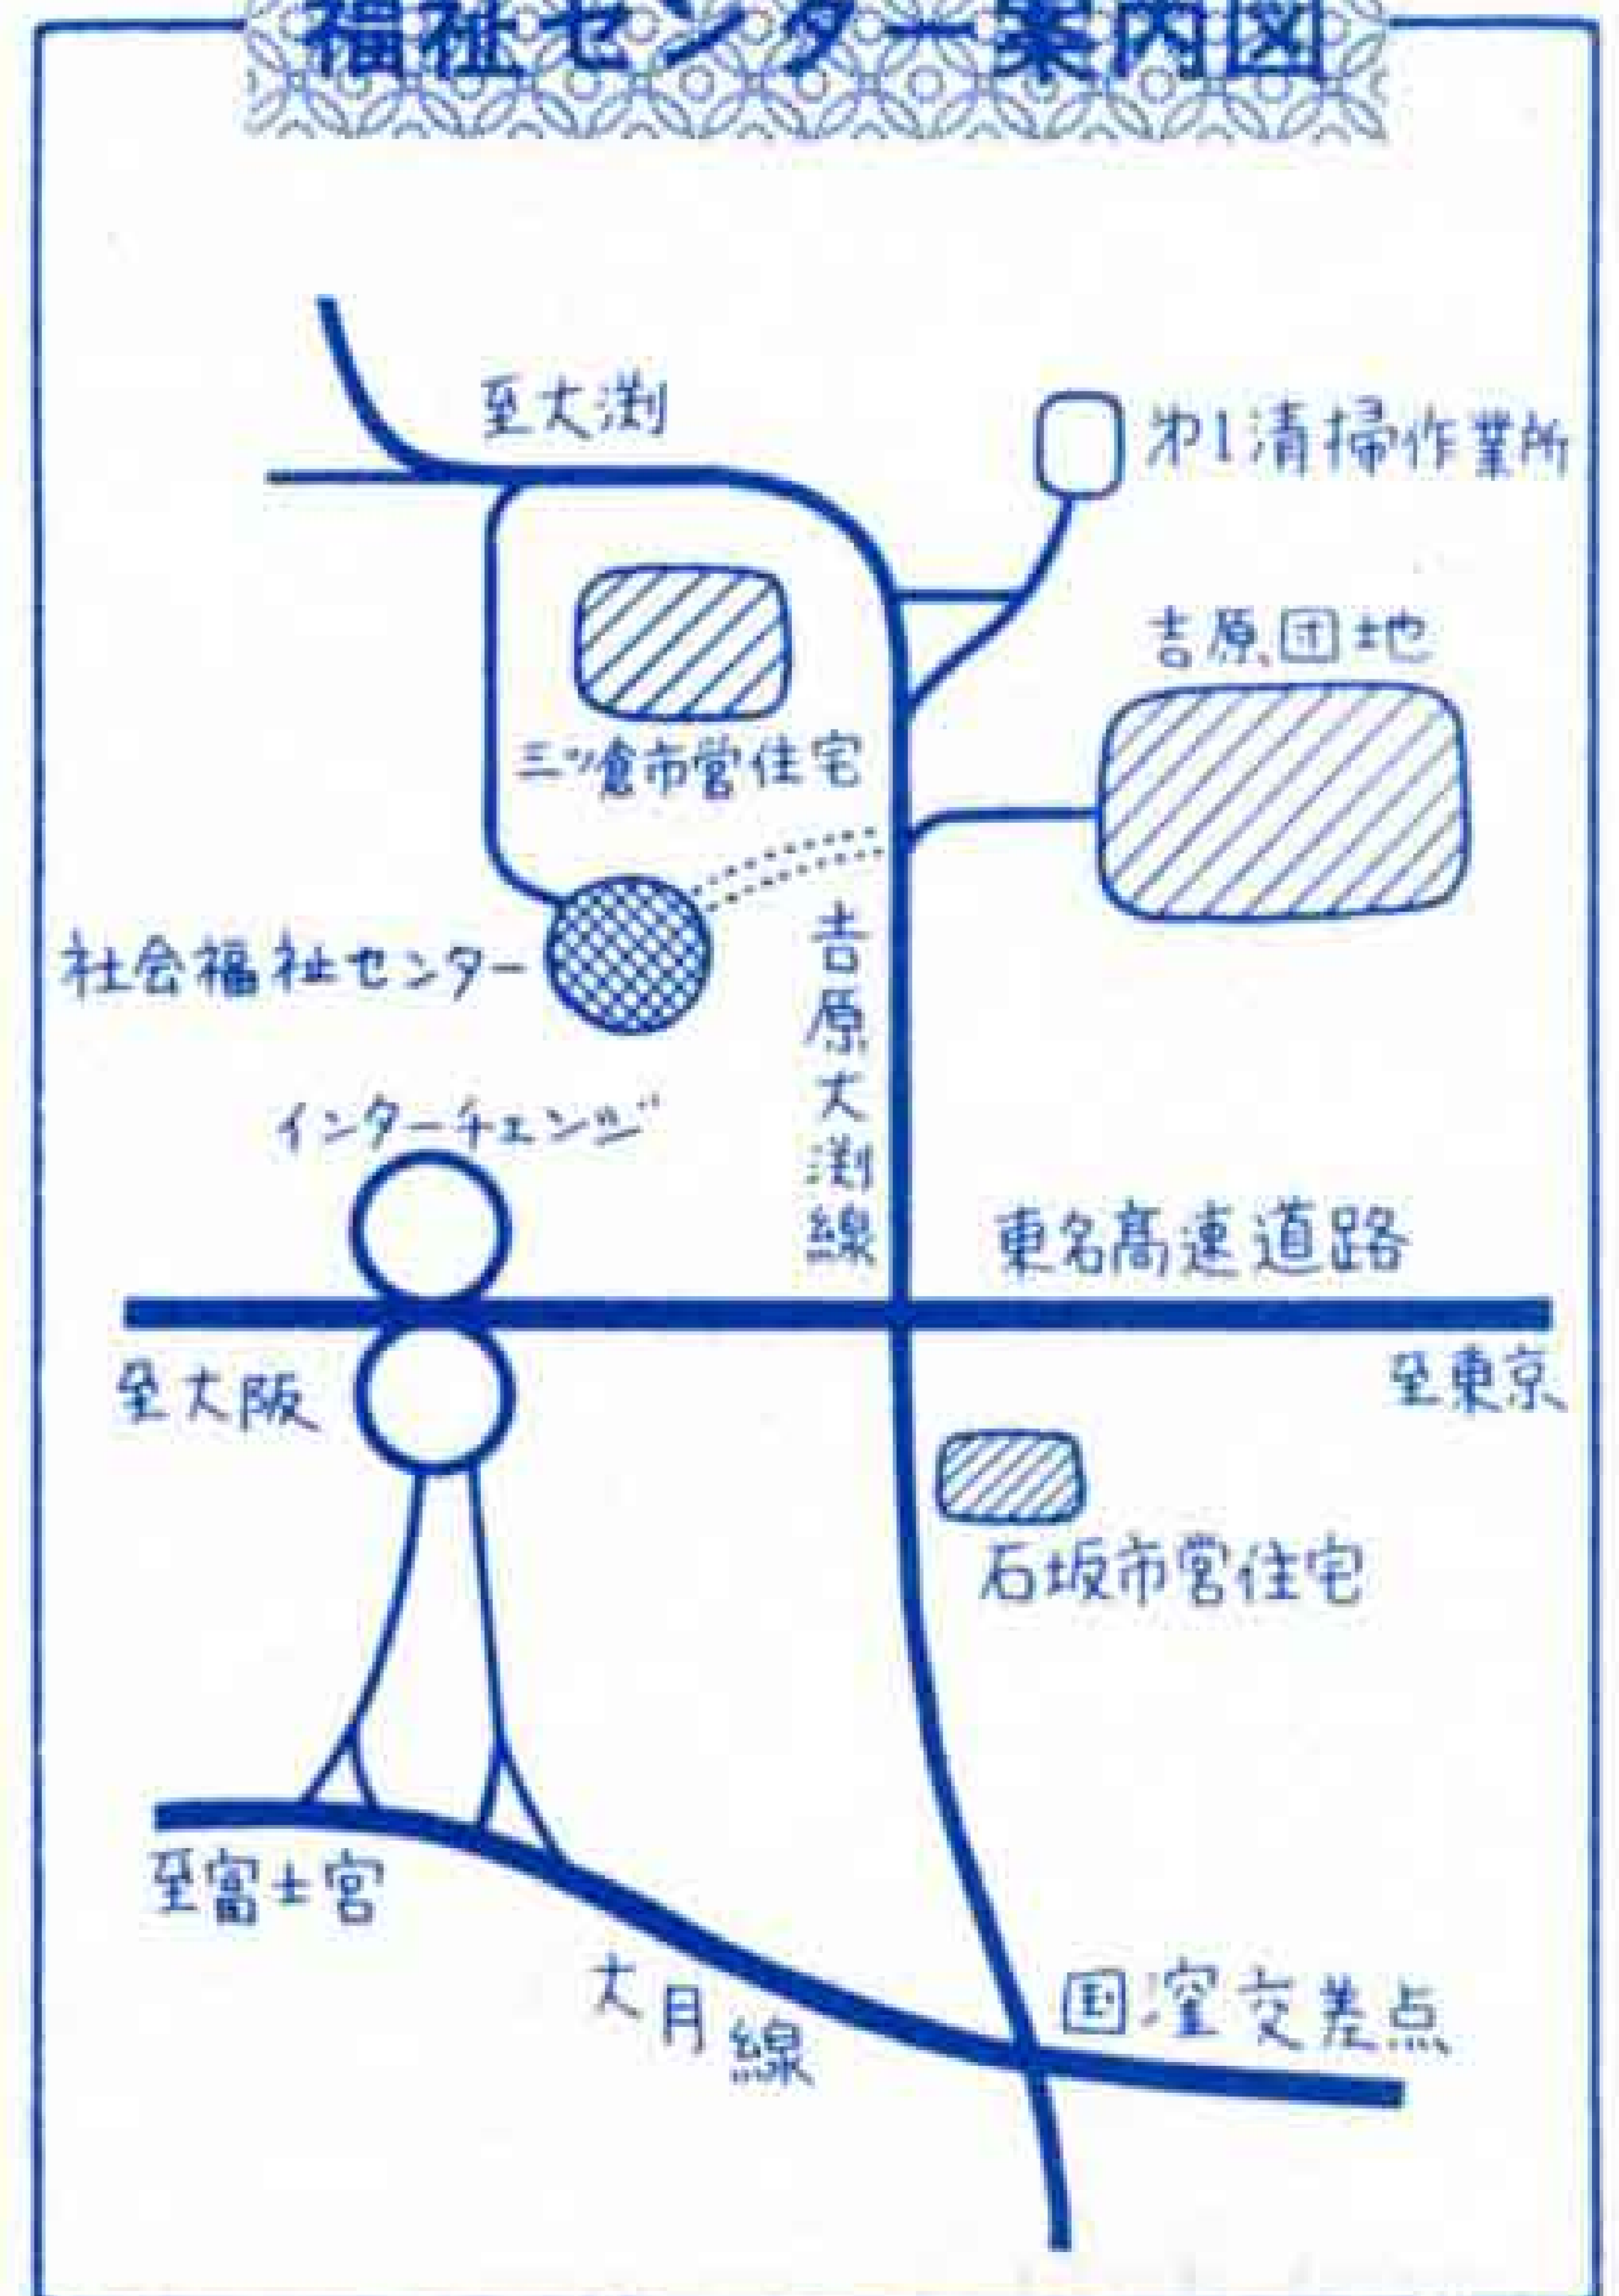 福祉センター案内図
至大渕
㐧1清掃作業所
吉原団地
三ツ倉市営住宅
社会福祉センター
吉原大渕線
インターチェンジ
東名高速道路
至大阪
至東京
石坂市営住宅
至富士宮
大月線
国窪交差点